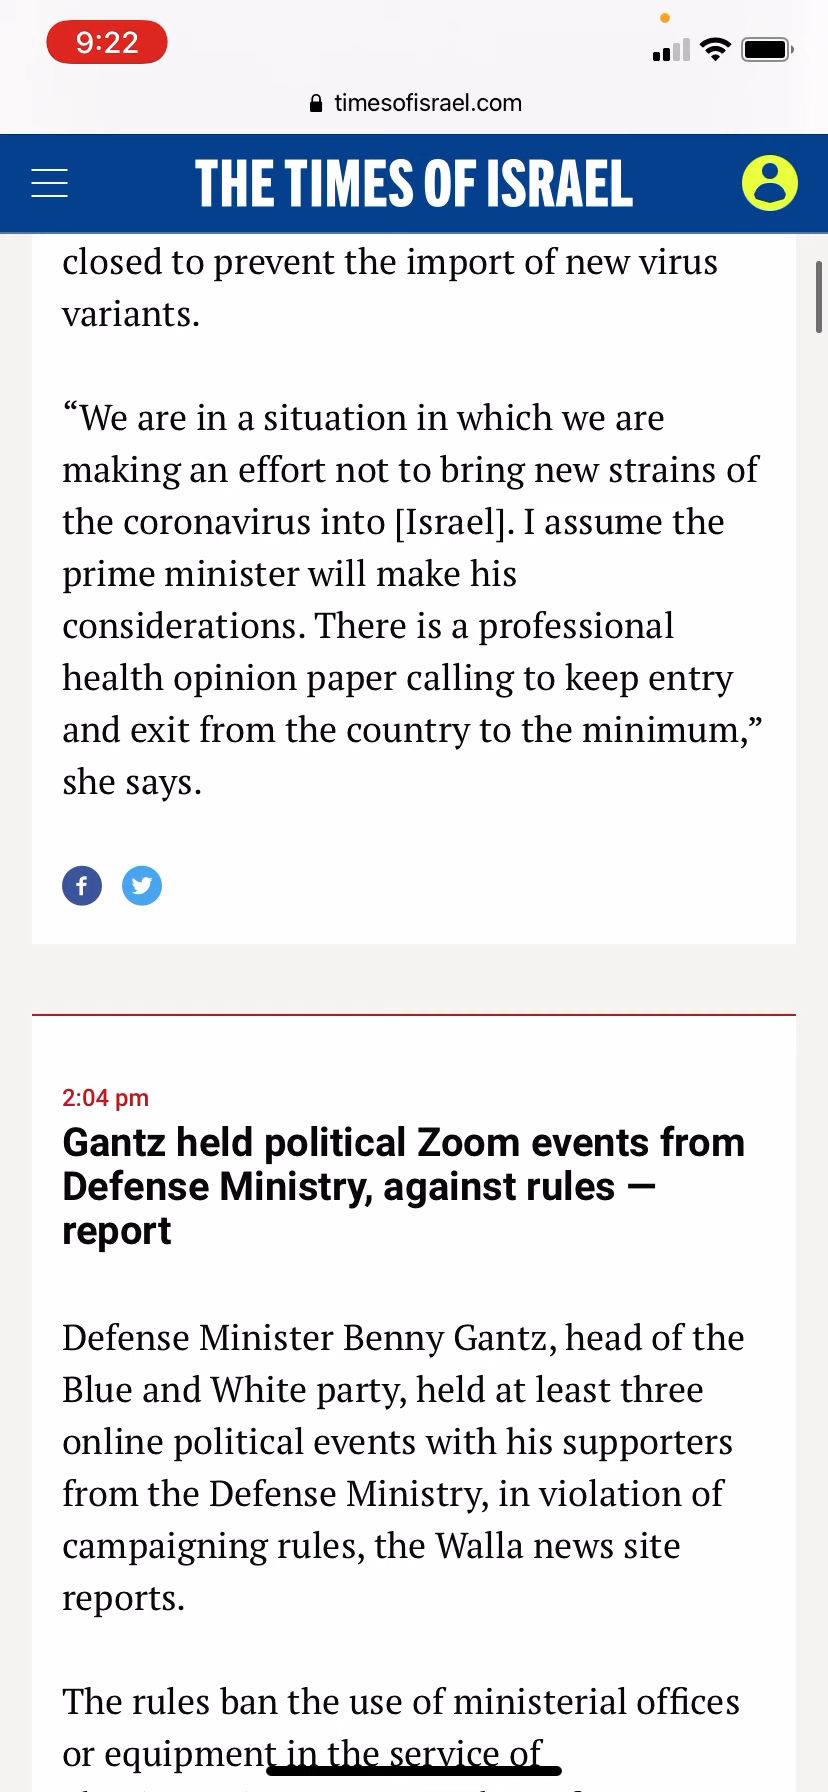 9:22
timesofisrael.com
THE TIMES OF ISRAEL
closed to prevent the import of new virus
variants.
“We are in a situation in which we are
making an effort not to bring new strains of
the coronavirus into [Israel]. I assume the
prime minister will make his
considerations. There is a professional
health opinion paper calling to keep entry
and exit from the country to the minimum,”
she says.
2:04 pm
Gantz held political Zoom events from
Defense Ministry, against rules —
report
Defense Minister Benny Gantz, head of the
Blue and White party, held at least three
online political events with his supporters
from the Defense Ministry, in violation of
campaigning rules, the Walla news site
reports.
The rules ban the use of ministerial offices
or equipment in the service of